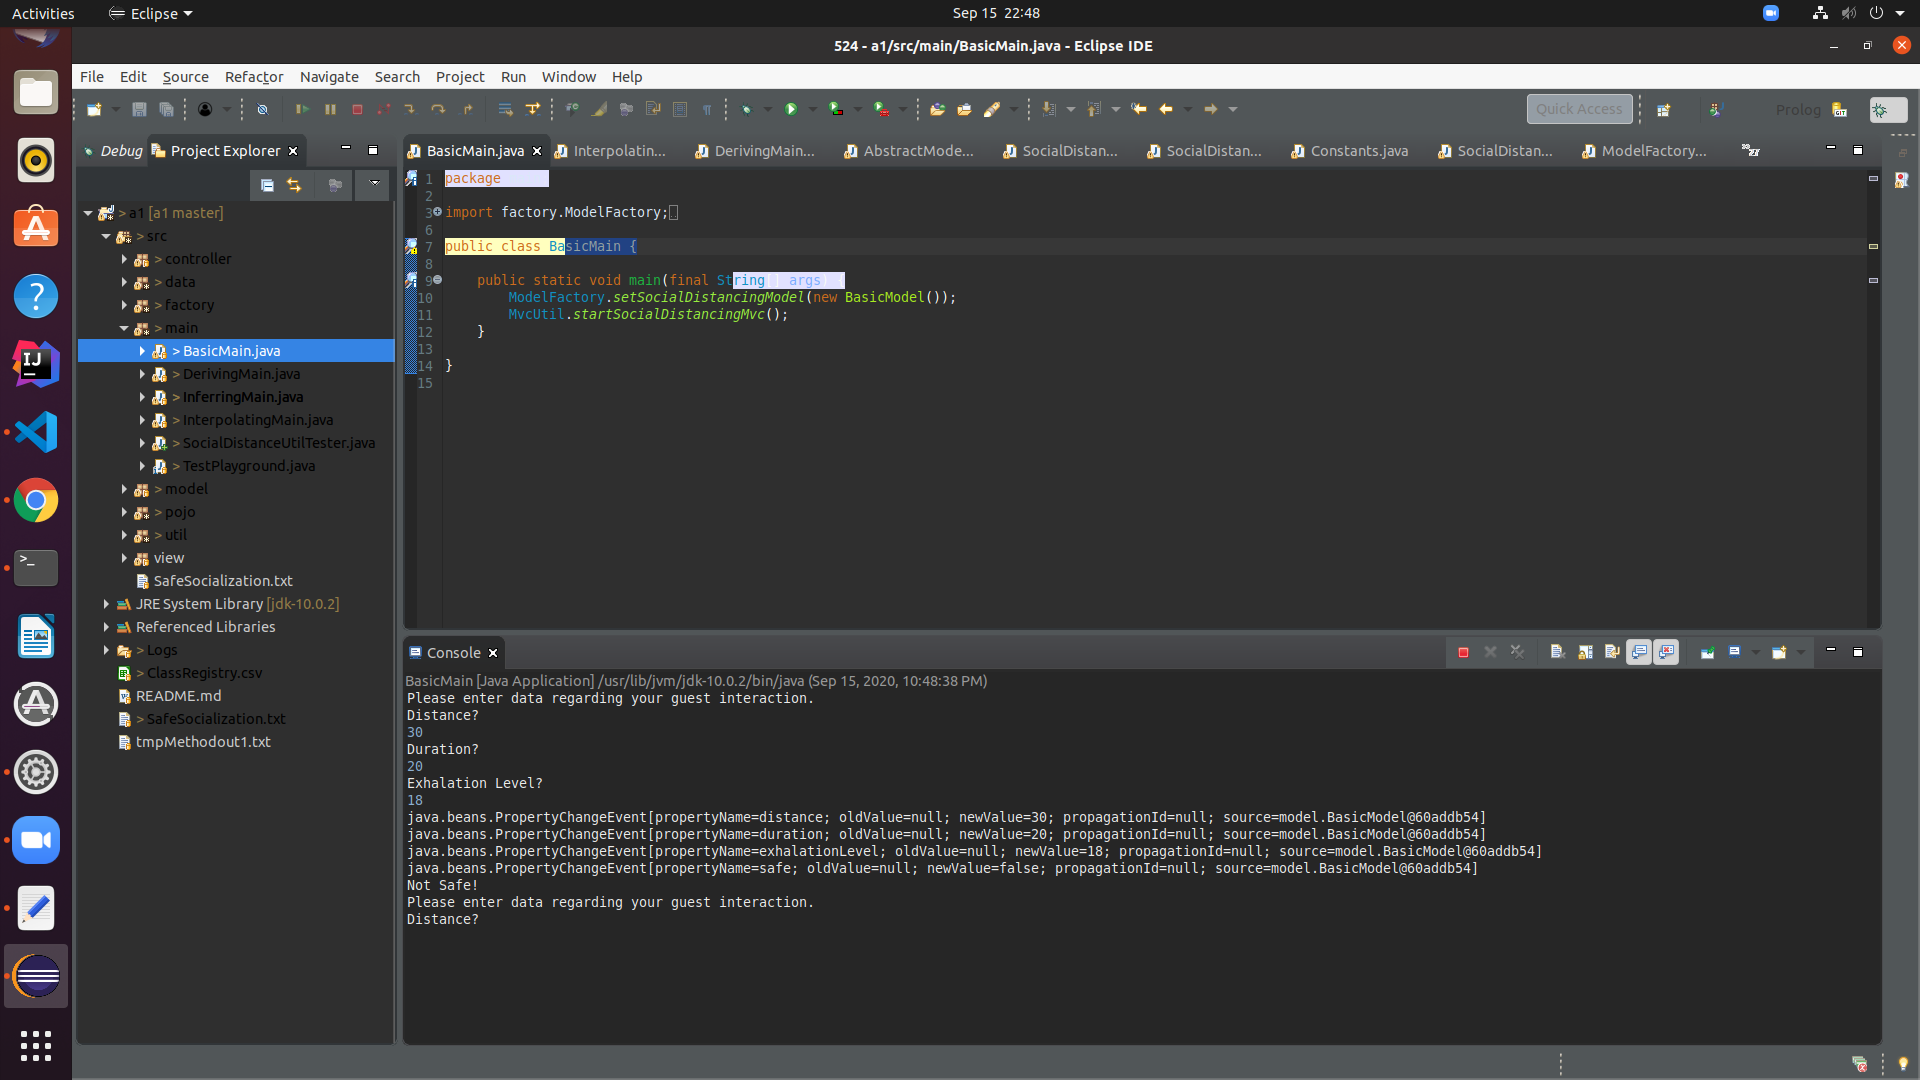 Activities
Eclipse
Sep 15 22:48
524 - a1/src/main/BasicMain.java - Eclipse IDE
File Edit Source Refactor Navigate Search Project Run Window Help
Quick Access
Prolog
Debug
Project Explorer
BasicMain.java
Interpolatin...
DerivingMain...
AbstractMode...
SocialDistan...
SocialDistan...
Constants.java
SocialDistan...
ModelFactory...
> a1 [a1 master]
> src
> controller
> data
> factory
> main
> BasicMain.java
> DerivingMain.java
> InferringMain.java
> InterpolatingMain.java
> SocialDistanceUtilTester.java
> TestPlayground.java
> model
> pojo
> util
view
SafeSocialization.txt
JRE System Library [jdk-10.0.2]
Referenced Libraries
> Logs
> ClassRegistry.csv
README.md
> SafeSocialization.txt
tmpMethodout1.txt
1 package
2
3 import factory.ModelFactory;
6
7 public class BasicMain {
8
9 public static void main(final String[] args)
10 ModelFactory.setSocialDistancingModel(new BasicModel());
11 MvcUtil.startSocialDistancingMvc();
12 }
13
14 }
15
Console
BasicMain [Java Application] /usr/lib/jvm/jdk-10.0.2/bin/java (Sep 15, 2020, 10:48:38 PM)
Please enter data regarding your guest interaction.
Distance?
30
Duration?
20
Exhalation Level?
18
java.beans.PropertyChangeEvent[propertyName=distance; oldValue=null; newValue=30; propagationId=null; source=model.BasicModel@60addb54]
java.beans.PropertyChangeEvent[propertyName=duration; oldValue=null; newValue=20; propagationId=null; source=model.BasicModel@60addb54]
java.beans.PropertyChangeEvent[propertyName=exhalationLevel; oldValue=null; newValue=18; propagationId=null; source=model.BasicModel@60addb54]
java.beans.PropertyChangeEvent[propertyName=safe; oldValue=null; newValue=false; propagationId=null; source=model.BasicModel@60addb54]
Not Safe!
Please enter data regarding your guest interaction.
Distance?